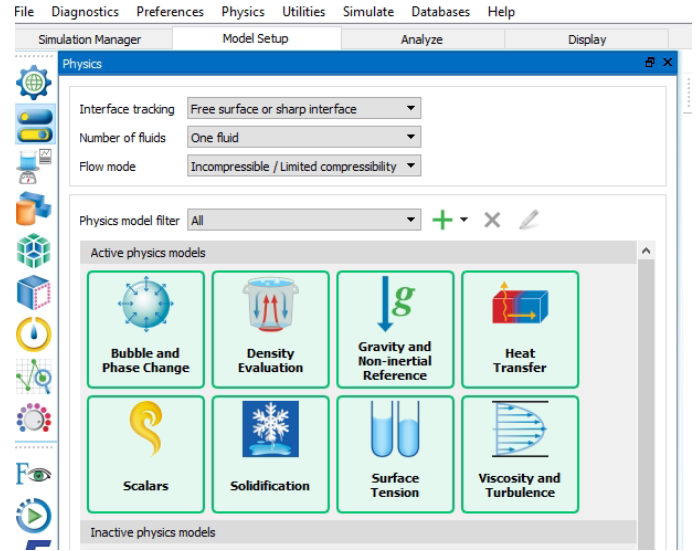 File Diagnostics Preferences Physics Utilities Simulate Databases Help
Simulation Manager Model Setup Analyze Display
Physics
Interface tracking Free surface or sharp interface
Number of fluids One fluid
Flow mode Incompressible / Limited compressibility
Physics model filter All
Active physics models
Bubble and
Phase Change
Density
Evaluation
g
Gravity and
Non-inertial
Reference
Heat
Transfer
Scalars
Solidification
Surface
Tension
Viscosity and
Turbulence
F
Inactive physics models